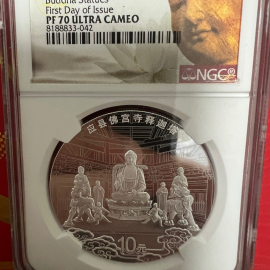 Buddha Statues
First Day of Issue
PF 70 ULTRA CAMEO
8188833-042
NGC
应县佛宫寺释迦塔
10元